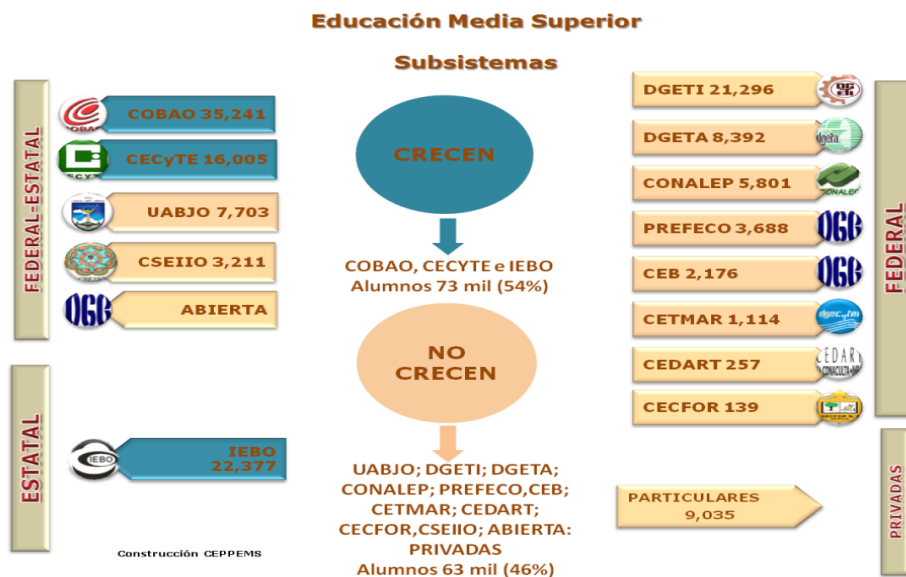 Educación Media Superior
Subsistemas
FEDERAL-ESTATAL
COBAO 35,241
CECyTE 16,005
UABJO 7,703
CSEIIO 3,211
ABIERTA
ESTATAL
IEBO
IEBO
22,377
Construcción CEPPEMS
CRECEN
COBAO, CECYTE e IEBO
Alumnos 73 mil (54%)
NO
CRECEN
UABJO; DGETI; DGETA;
CONALEP; PREFECO,CEB;
CETMAR; CEDART;
CECFOR,CSEIIO; ABIERTA:
PRIVADAS
Alumnos 63 mil (46%)
DGETI 21,296
DGETA 8,392
dgeta
CONALEP 5,801
CONALEP
PREFECO 3,688
CEB 2,176
CETMAR 1,114
CEDART 257
CEDART
CECFOR 139
FEDERAL
PARTICULARES
9,035
PRIVADAS